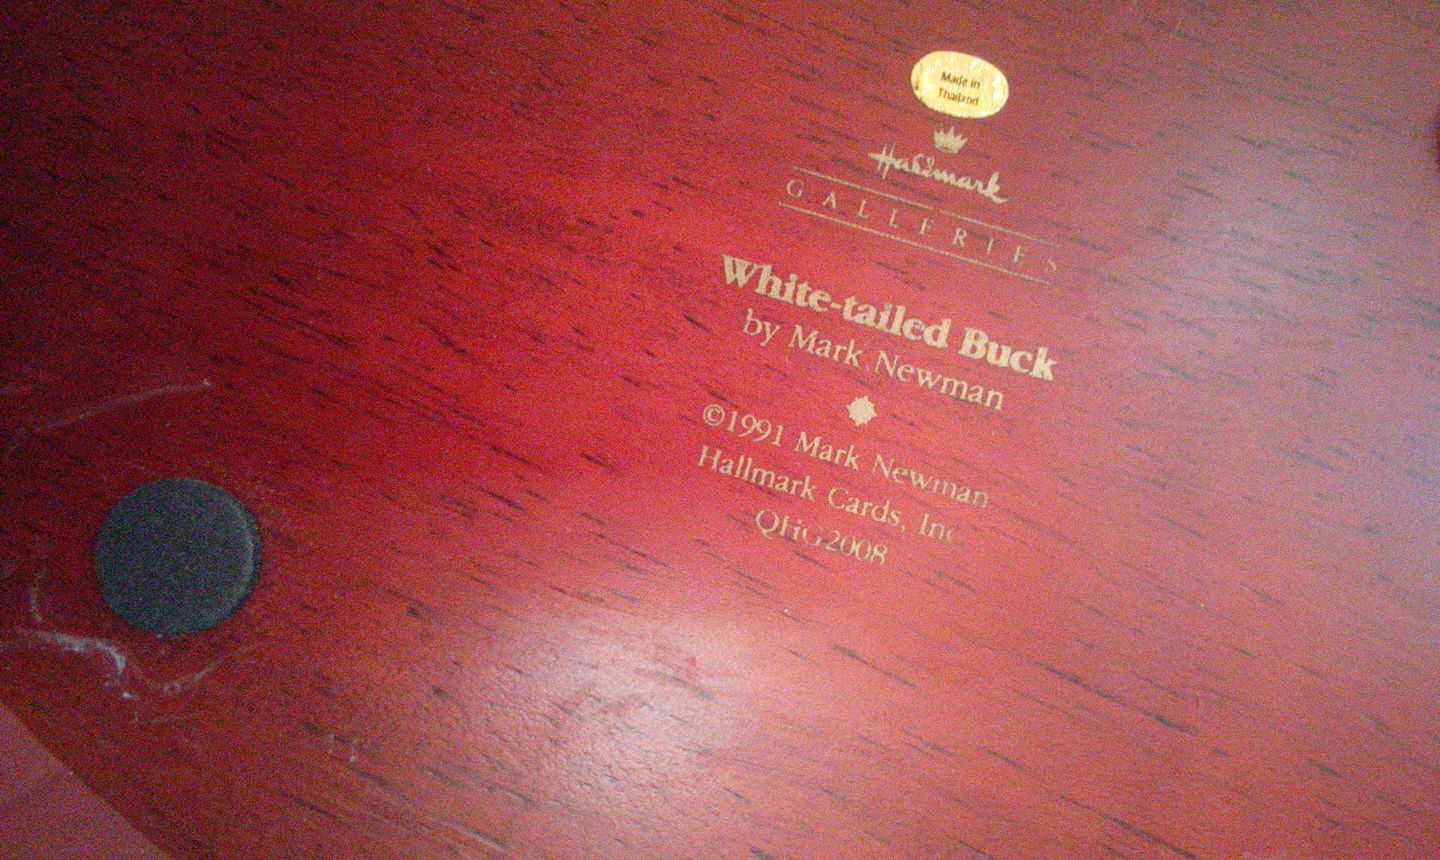 Made in
Thailand
Hallmark
GALLERIES
White-tailed Buck
by Mark Newman
©1991 Mark Newman
Hallmark Cards, Inc
QHG2008